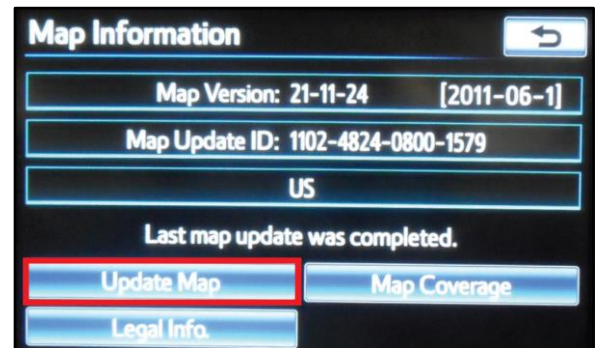 Map Information
Map Version: 21-11-24 [2011-06-1]
Map Update ID: 1102-4824-0800-1579
US
Last map update was completed.
Update Map Map Coverage
Legal Info.